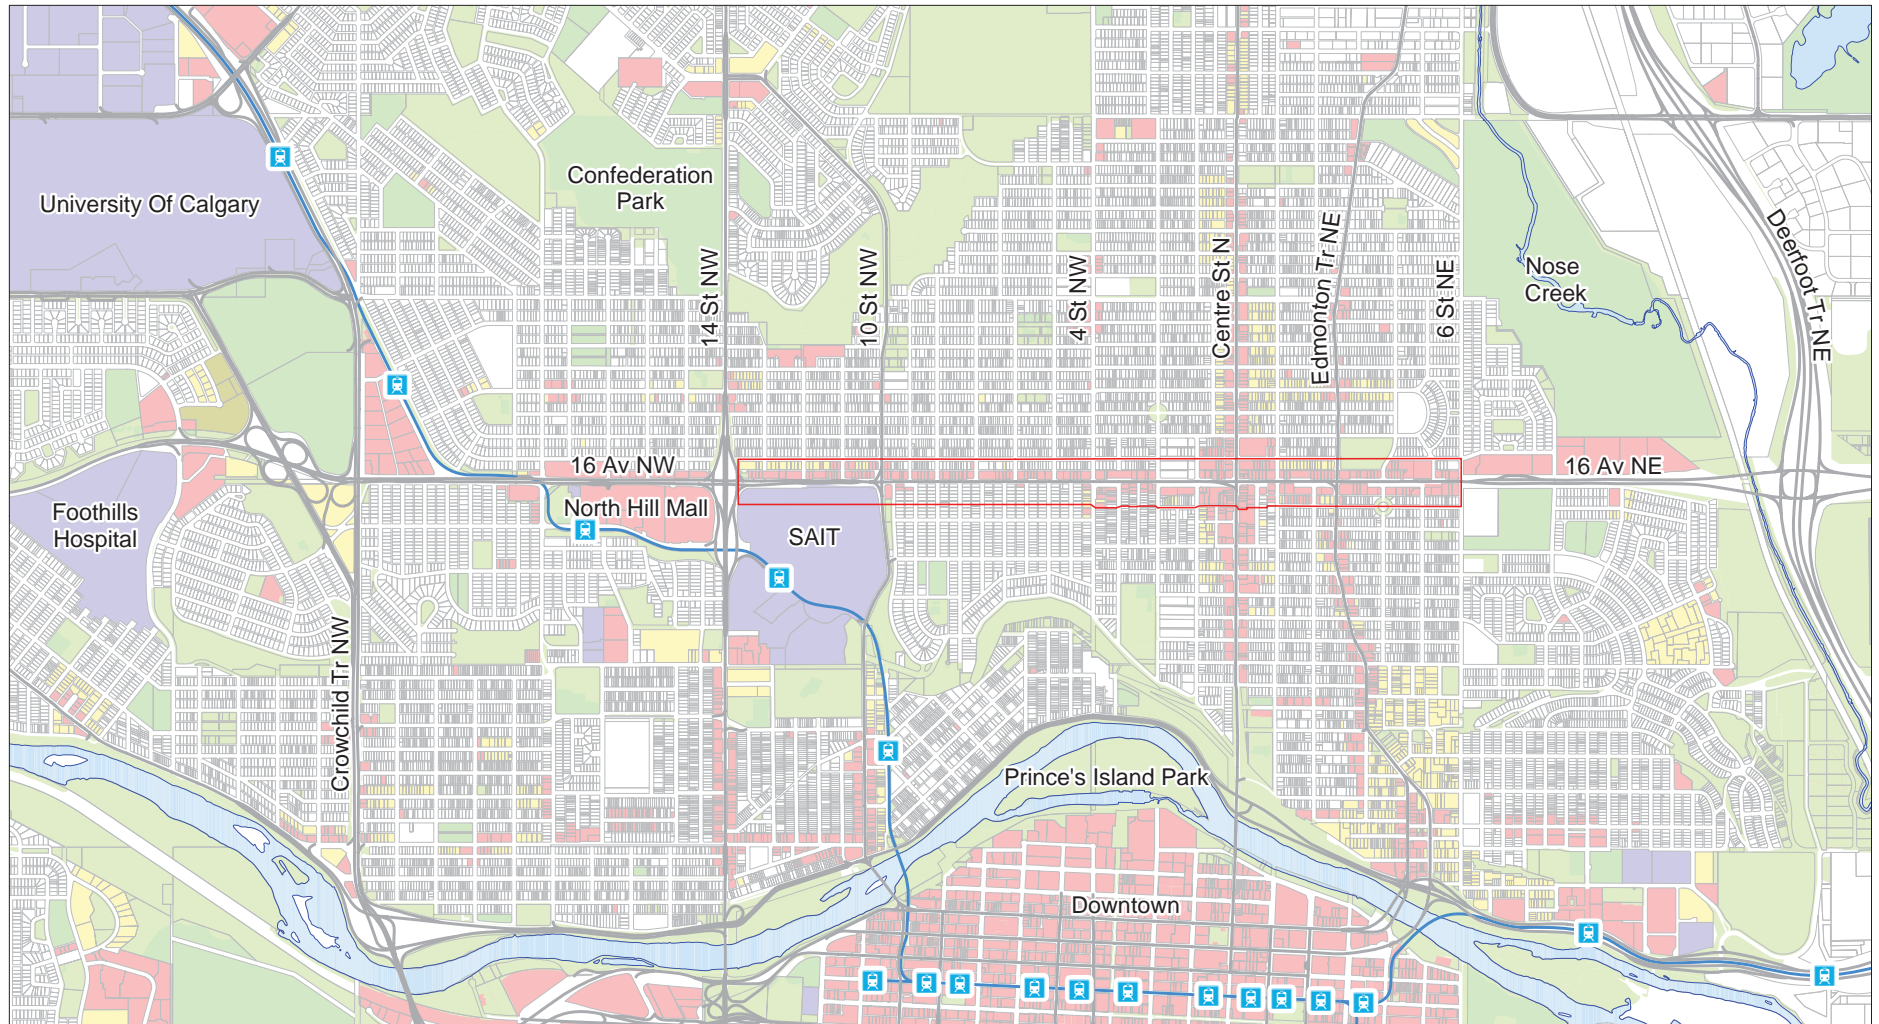 University Of Calgary
Confederation
Park
14 St NW
10 St NW
4 St NW
Centre St N
Edmonton Tr NE
6 St NE
Nose
Creek
Deerfoot Tr NE
16 Av NW
16 Av NE
North Hill Mall
Foothills
Hospital
SAIT
Crowchild Tr NW
Prince's Island Park
Downtown